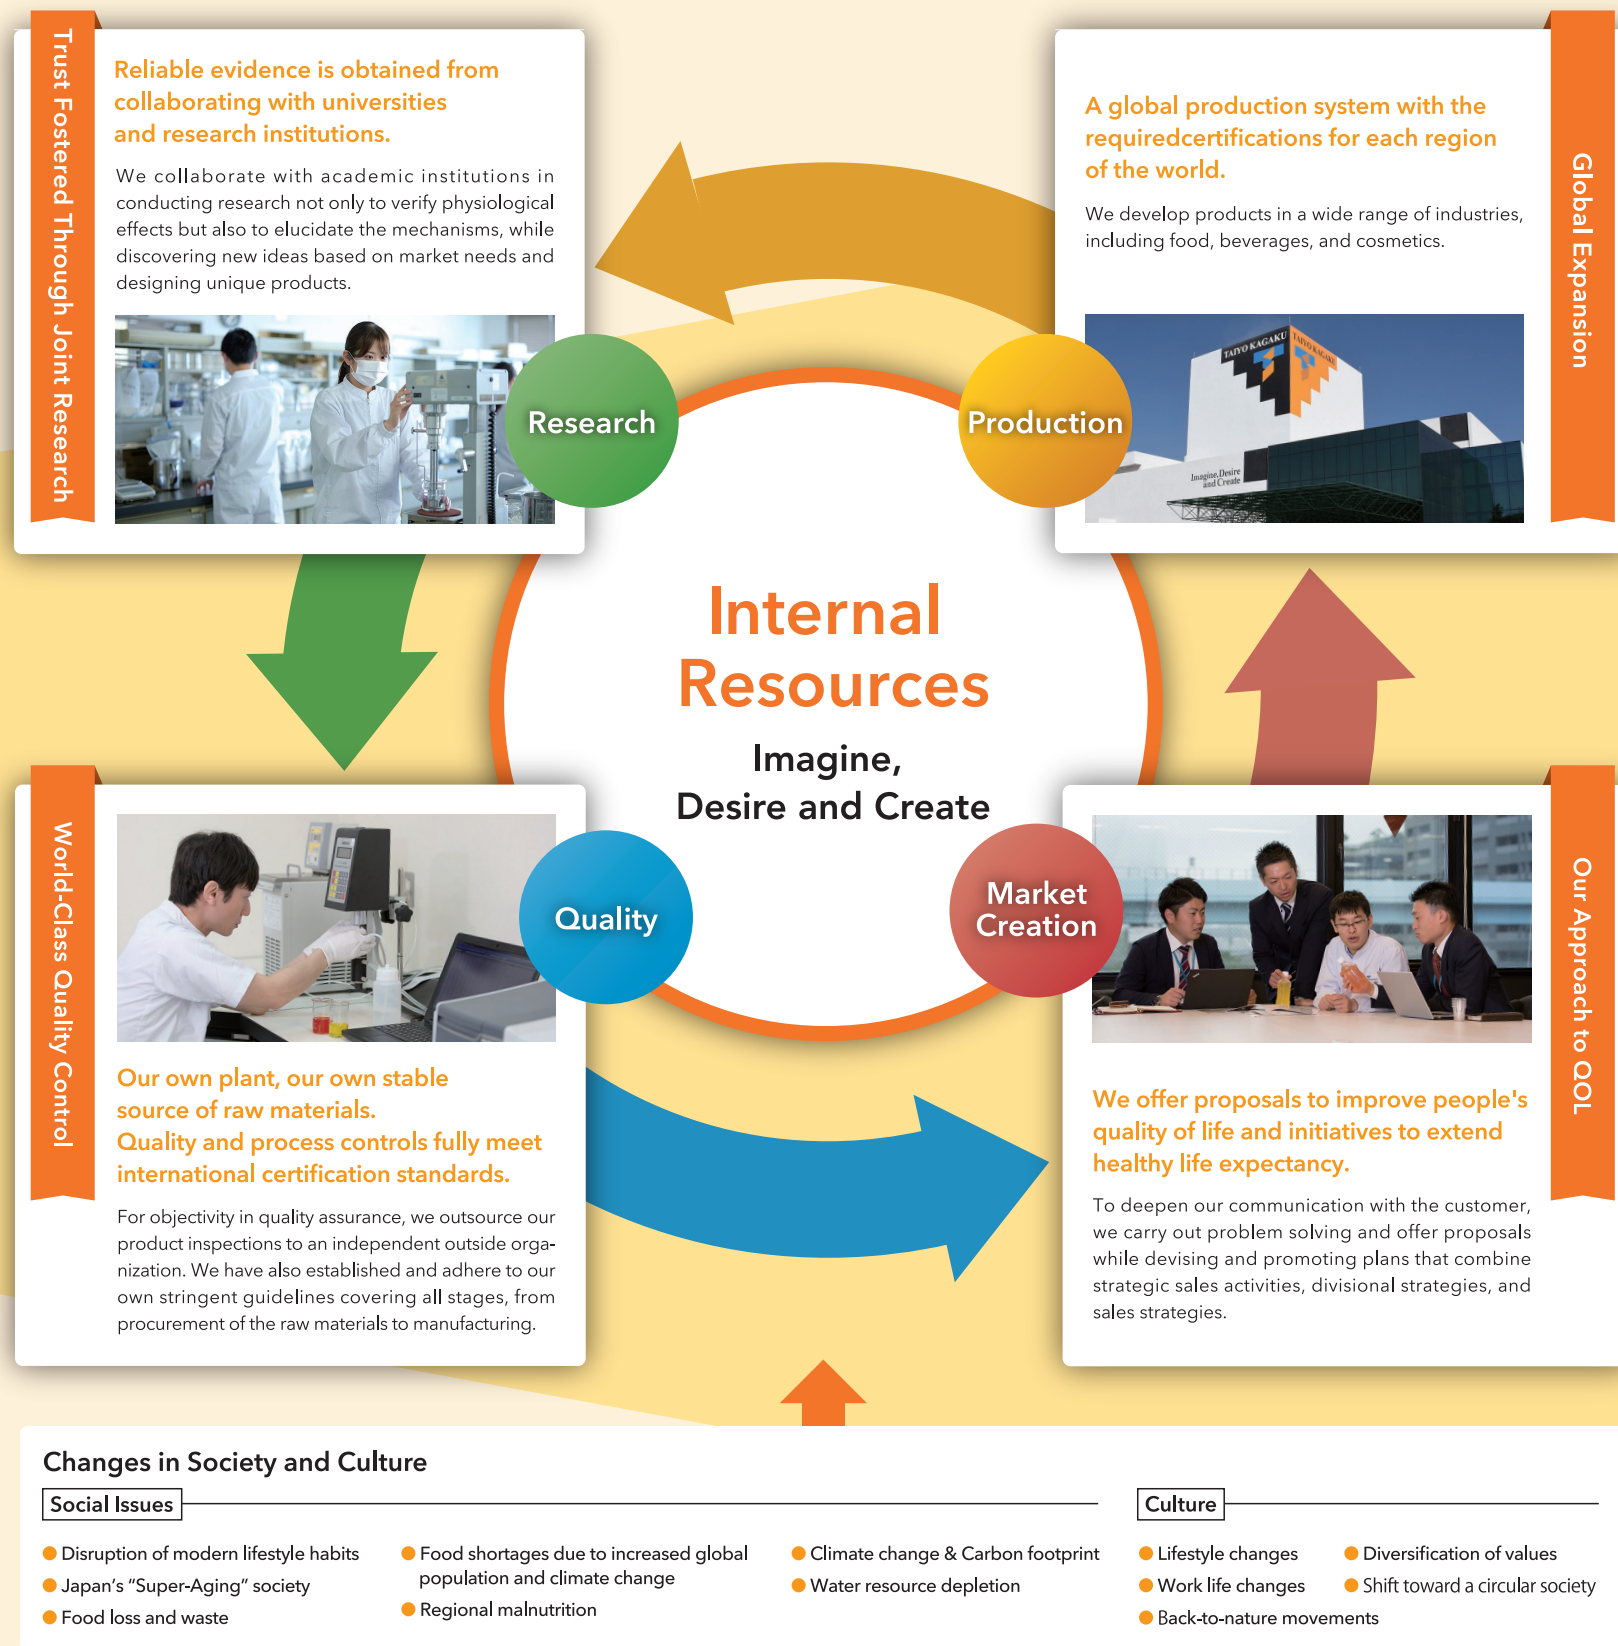 Trust Fostered Through Joint Research
Reliable evidence is obtained from
collaborating with universities
and research institutions.
We collaborate with academic institutions in
conducting research not only to verify physiological
effects but also to elucidate the mechanisms, while
discovering new ideas based on market needs and
designing unique products.
Research
Global Expansion
A global production system with the
requiredcertifications for each region
of the world.
We develop products in a wide range of industries,
including food, beverages, and cosmetics.
TAIYO KAGAKU
TAIYO KAGAKU
Imagine,Desire
and Create
Production
Internal
Resources
Imagine,
Desire and Create
World-Class Quality Control
Quality
Our own plant, our own stable
source of raw materials.
Quality and process controls fully meet
international certification standards.
For objectivity in quality assurance, we outsource our
product inspections to an independent outside orga-
nization. We have also established and adhere to our
own stringent guidelines covering all stages, from
procurement of the raw materials to manufacturing.
Market
Creation
Our Approach to QOL
We offer proposals to improve people's
quality of life and initiatives to extend
healthy life expectancy.
To deepen our communication with the customer,
we carry out problem solving and offer proposals
while devising and promoting plans that combine
strategic sales activities, divisional strategies, and
sales strategies.
Changes in Society and Culture
Social Issues
● Disruption of modern lifestyle habits
● Japan's “Super-Aging” society
● Food loss and waste
● Food shortages due to increased global
population and climate change
● Regional malnutrition
● Climate change & Carbon footprint
● Water resource depletion
Culture
● Lifestyle changes
● Work life changes
● Back-to-nature movements
● Diversification of values
● Shift toward a circular society